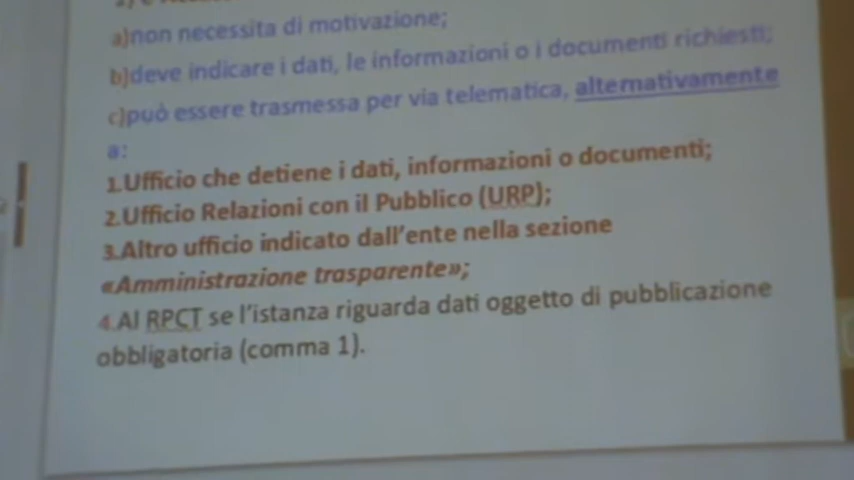 a)non necessita di motivazione;
b)deve indicare i dati, le informazioni o i documenti richiesti;
c)può essere trasmessa per via telematica, alternativamente
a:
1.Ufficio che detiene i dati, informazioni o documenti;
2.Ufficio Relazioni con il Pubblico (URP);
3.Altro ufficio indicato dall'ente nella sezione
«Amministrazione trasparente»;
4.Al RPCT se l'istanza riguarda dati oggetto di pubblicazione
obbligatoria (comma 1).